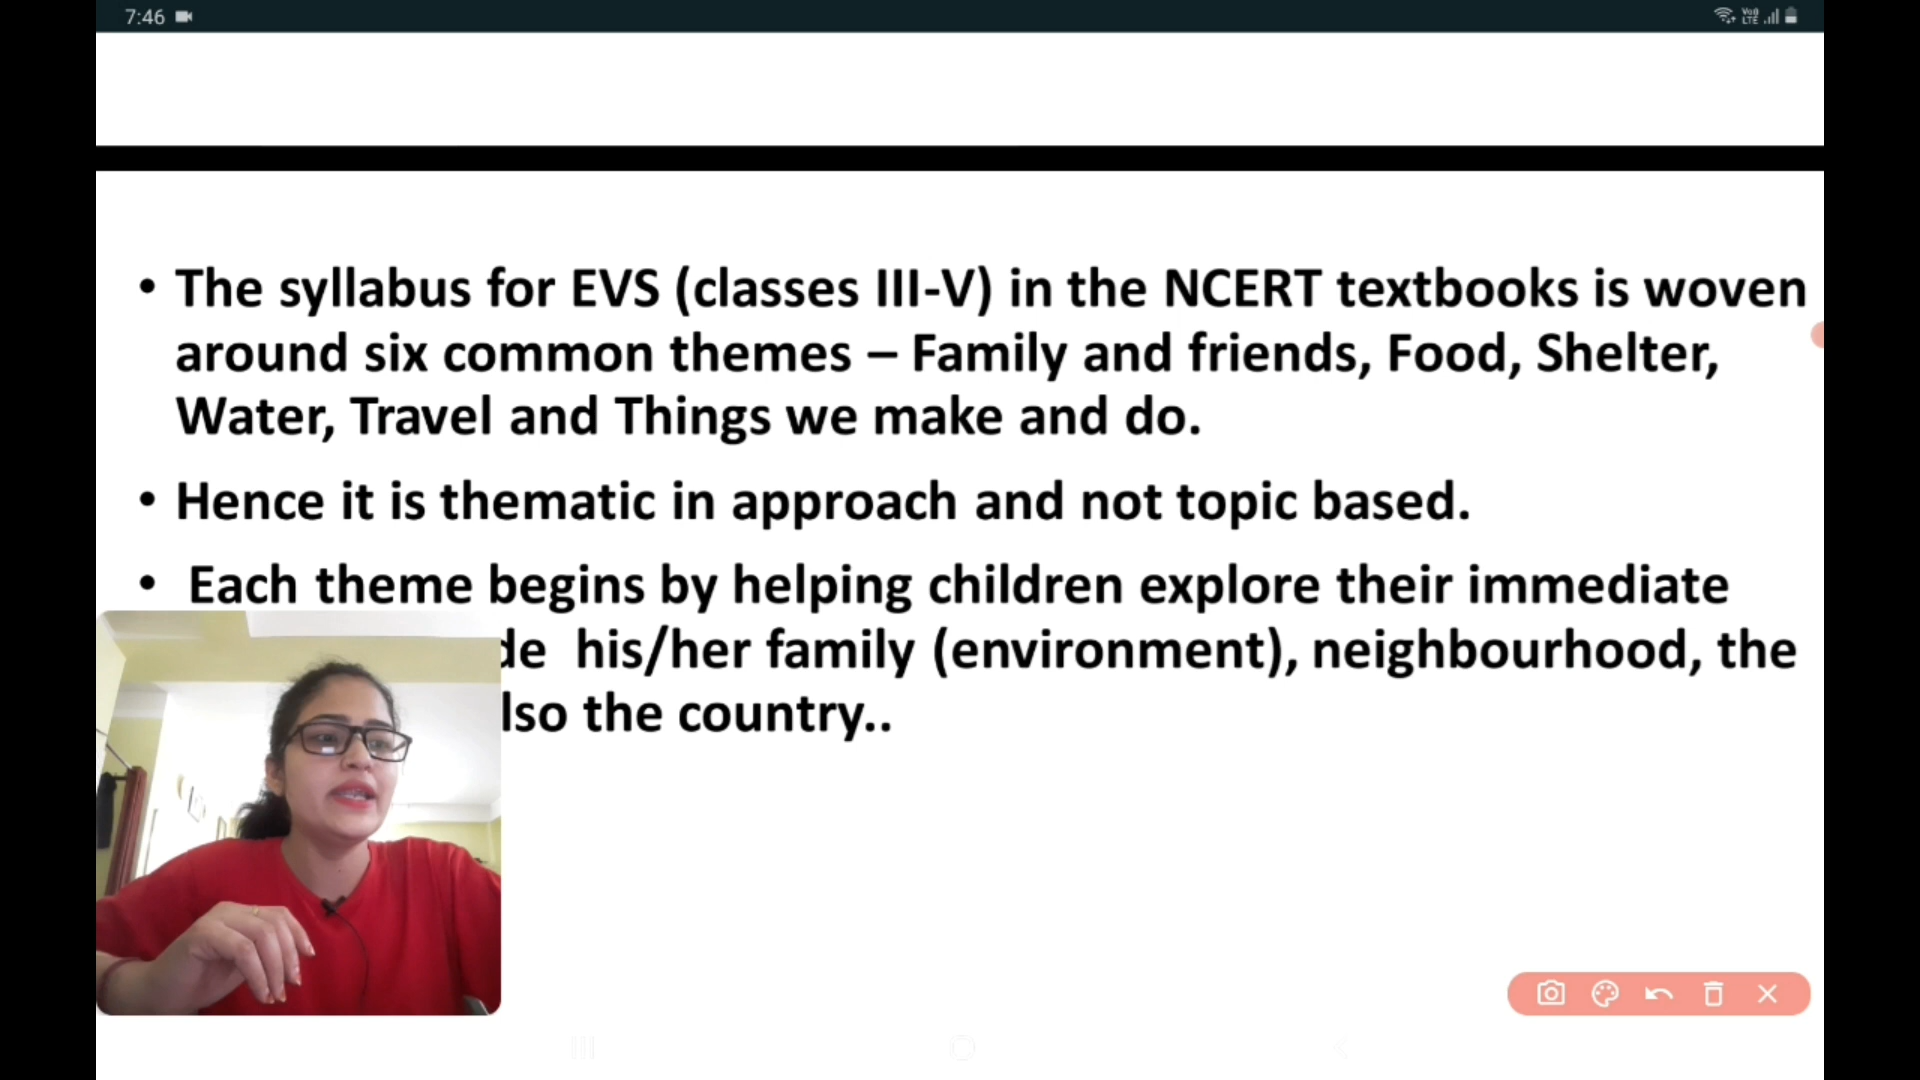 7:46
Vo))
LTE
• The syllabus for EVS (classes III-V) in the NCERT textbooks is woven
around six common themes – Family and friends, Food, Shelter,
Water, Travel and Things we make and do.
• Hence it is thematic in approach and not topic based.
• Each theme begins by helping children explore their immediate
his/her family (environment), neighbourhood, the
the country..